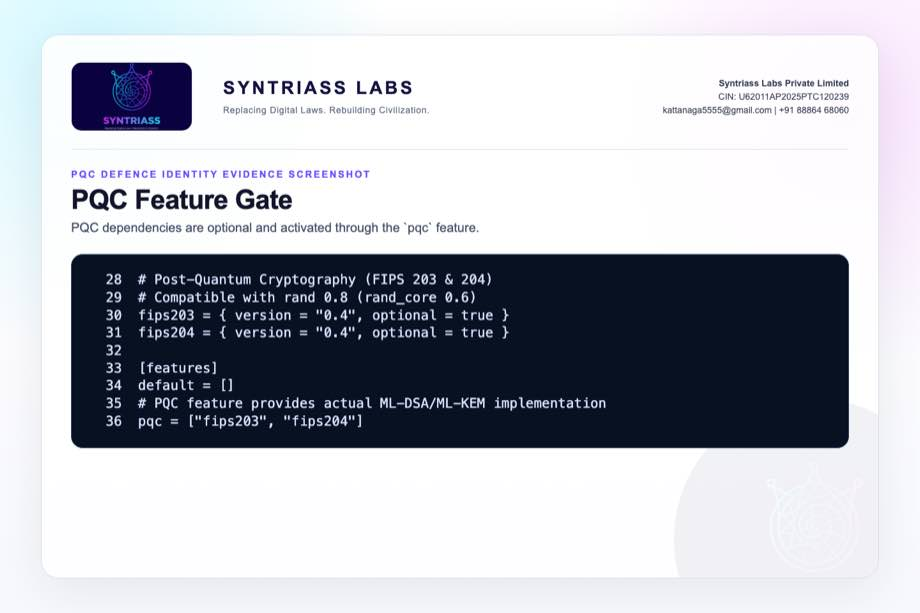 SYNTRIASS
SYNTRIASS LABS
Replacing Digital Laws. Rebuilding Civilization.
Syntriass Labs Private Limited
CIN: U62011AP2025PTC120239
kattanaga5555@gmail.com | +91 88864 68060
PQC DEFENCE IDENTITY EVIDENCE SCREENSHOT
PQC Feature Gate
PQC dependencies are optional and activated through the `pqc` feature.
28 # Post-Quantum Cryptography (FIPS 203 & 204)
29 # Compatible with rand 0.8 (rand_core 0.6)
30 fips203 = { version = "0.4", optional = true }
31 fips204 = { version = "0.4", optional = true }
32
33 [features]
34 default = []
35 # PQC feature provides actual ML-DSA/ML-KEM implementation
36 pqc = ["fips203", "fips204"]